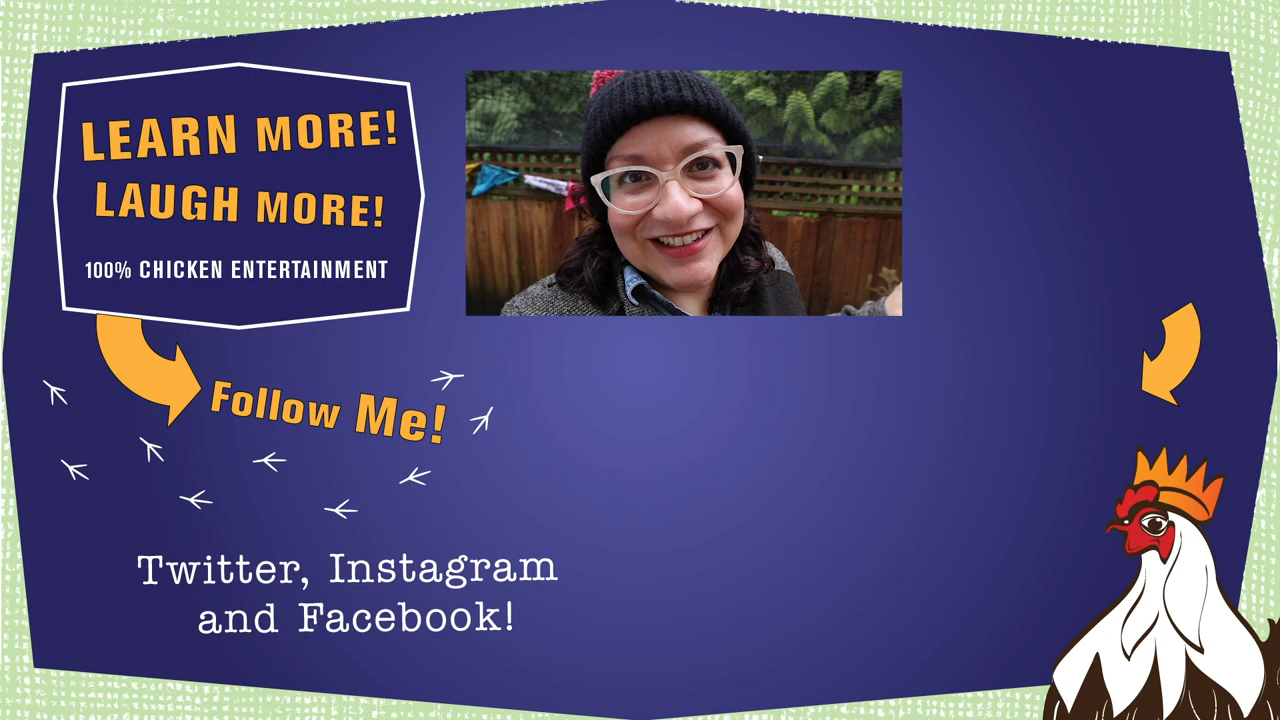 LEARN MORE!
LAUGH MORE!
100% CHICKEN ENTERTAINMENT
Follow Me!
Twitter, Instagram
and Facebook!